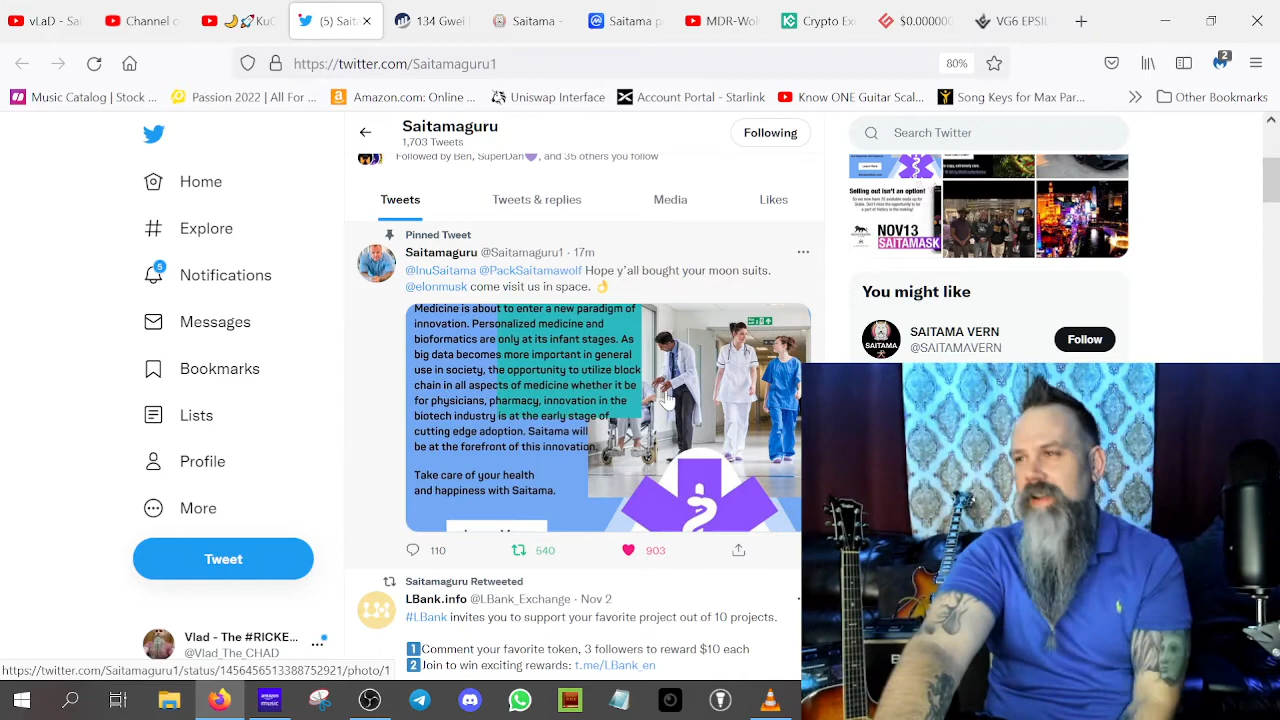 vLaD - Sai
Channel c
🌙🚀KuC
(5) Sait
134 Twe
Saitama -
Saitama p
MDR-Wol
Crypto Ex
$0.00000
VG6 EPSIL
https://twitter.com/Saitamaguru1
80%
2
Music Catalog | Stock ...
Passion 2022 | All For ...
Amazon.com: Online ...
Uniswap Interface
Account Portal - Starlink
Know ONE Guitar Scal...
Song Keys for Max Par...
Other Bookmarks
Home
Explore
5
Notifications
Messages
Bookmarks
Lists
Profile
More
Tweet
Vlad - The #RICKE...
@Vlad_The_CHAD
Saitamaguru
1,703 Tweets
Following
Followed by Ben, SuperDan💜, and 35 others you follow
Tweets
Tweets & replies
Media
Likes
Pinned Tweet
Saitamaguru @Saitamaguru1 · 17m
@InuSaitama @PackSaitamawolf Hope y'all bought your moon suits.
@elonmusk come visit us in space. 👌
Medicine is about to enter a new paradigm of
innovation. Personalized medicine and
bioformatics are only at its infant stages. As
big data becomes more important in general
use in society, the opportunity to utilize block
chain in all aspects of medicine whether it be
for physicians, pharmacy, innovation in the
biotech industry is at the early stage of
cutting edge adoption. Saitama will
be at the forefront of this innovation.
Take care of your health
and happiness with Saitama.
110
540
903
Saitamaguru Retweeted
LBank.info @LBank_Exchange · Nov 2
#LBank invites you to support your favorite project out of 10 projects.
1 Comment your favorite token, 3 followers to reward $10 each
2 Join to win exciting rewards: t.me/LBank_en
Search Twitter
Selling out isn't an option!
NOV13
SAITAMASK
You might like
SAITAMA VERN
@SAITAMAVERN
Follow
SAITAMA
https://twitter.com/Saitamaguru1/status/1456456513388752921/photo/1